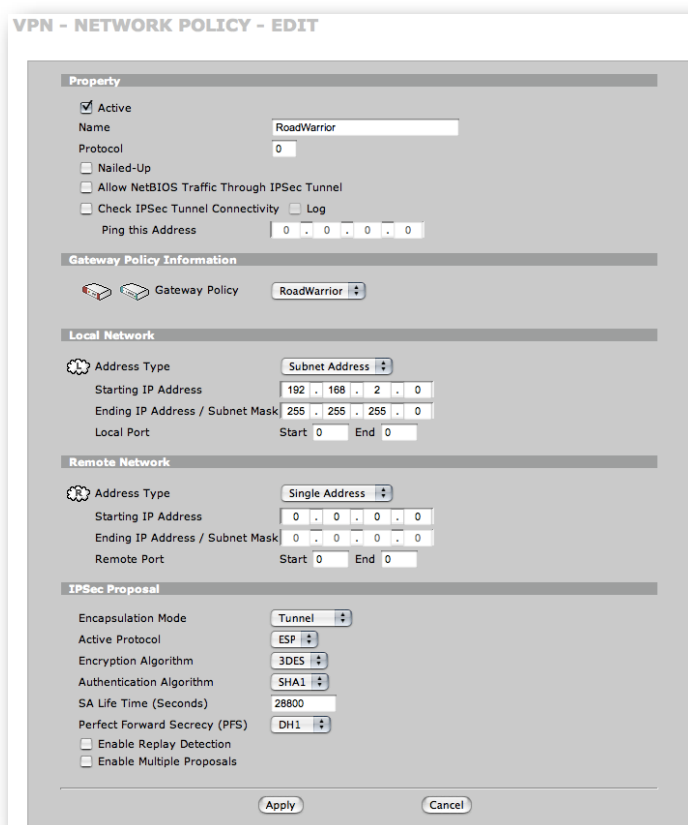 VPN - NETWORK POLICY - EDIT
Property
Active
Name RoadWarrior
Protocol 0
Nailed-Up
Allow NetBIOS Traffic Through IPSec Tunnel
Check IPSec Tunnel Connectivity Log
Ping this Address 0 . 0 . 0 . 0
Gateway Policy Information
Gateway Policy RoadWarrior
Local Network
L Address Type Subnet Address
Starting IP Address 192 . 168 . 2 . 0
Ending IP Address / Subnet Mask 255 . 255 . 255 . 0
Local Port Start 0 End 0
Remote Network
R Address Type Single Address
Starting IP Address 0 . 0 . 0 . 0
Ending IP Address / Subnet Mask 0 . 0 . 0 . 0
Remote Port Start 0 End 0
IPSec Proposal
Encapsulation Mode Tunnel
Active Protocol ESP
Encryption Algorithm 3DES
Authentication Algorithm SHA1
SA Life Time (Seconds) 28800
Perfect Forward Secrecy (PFS) DH1
Enable Replay Detection
Enable Multiple Proposals
Apply Cancel